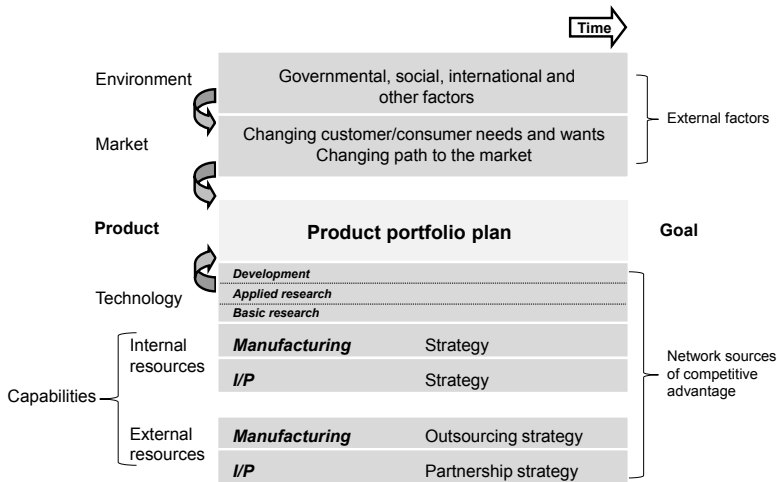 Time
Environment
Governmental, social, international and
other factors
External factors
Market
Changing customer/consumer needs and wants
Changing path to the market
Product
Product portfolio plan
Goal
Technology
Development
Applied research
Basic research
Capabilities
Internal
resources
Manufacturing Strategy
I/P Strategy
Network sources
of competitive
advantage
External
resources
Manufacturing Outsourcing strategy
I/P Partnership strategy